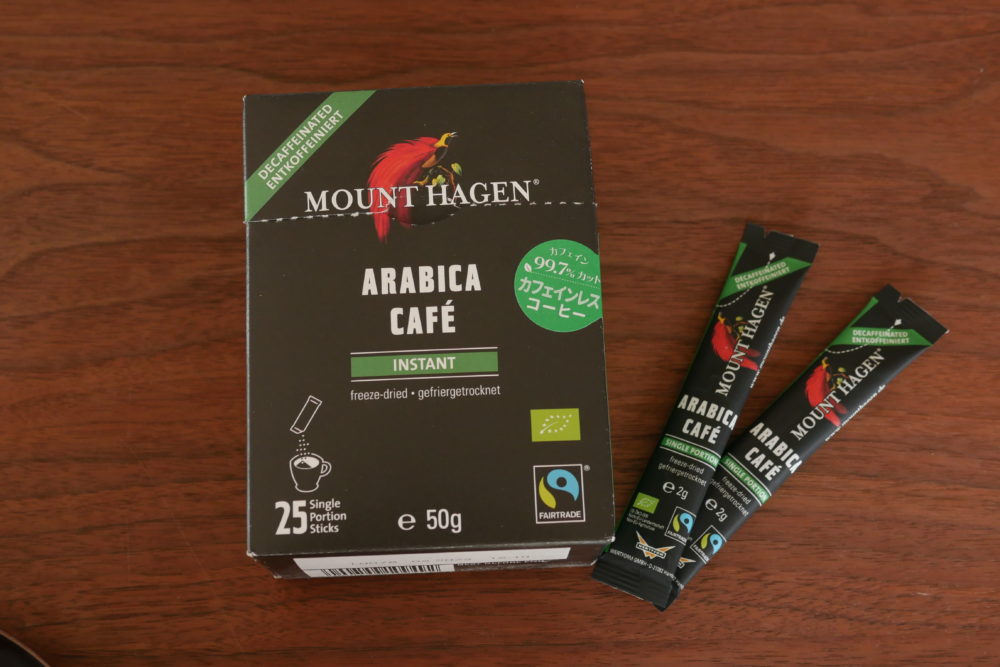 DECAFFEINATED
ENTKOFFEINIERT
MOUNT HAGEN®
ARABICA
CAFÉ
INSTANT
freeze-dried • gefriergetrocknet
カフェイン
99.7%カット
カフェインレス
コーヒー
25 Single
Portion
Sticks
℮ 50g
FAIRTRADE
®
DECAFFEINATED
ENTKOFFEINIERT
MOUNT HAGEN®
ARABICA
CAFÉ
SINGLE PORTION
freeze-dried
gefriergetrocknet
℮ 2g
FAIRTRADE
DECAFFEINATED
ENTKOFFEINIERT
MOUNT HAGEN®
ARABICA
CAFÉ
SINGLE PORTION
freeze-dried
gefriergetrocknet
℮ 2g